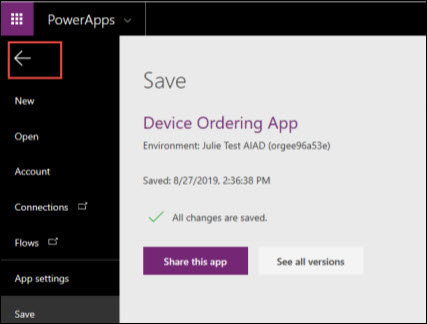 PowerApps
New
Open
Account
Connections
Flows
App settings
Save
Save
Device Ordering App
Environment: Julie Test AIAD (orgee96a53e)
Saved: 8/27/2019, 2:36:38 PM
All changes are saved.
Share this app
See all versions